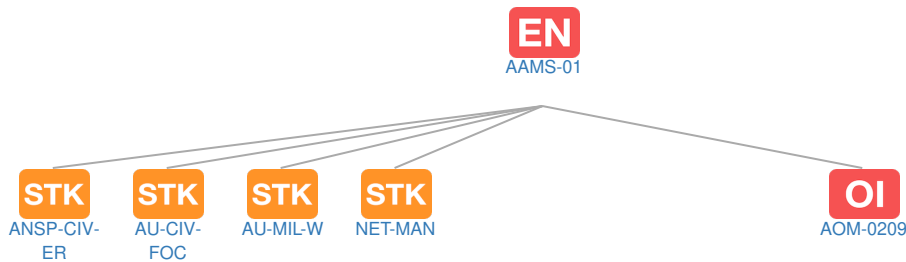 EN
AAMS-01
STK
STK
STK
STK
OI
ANSP-CIV-
ER
AU-CIV-
FOC
AU-MIL-W
NET-MAN
AOM-0209